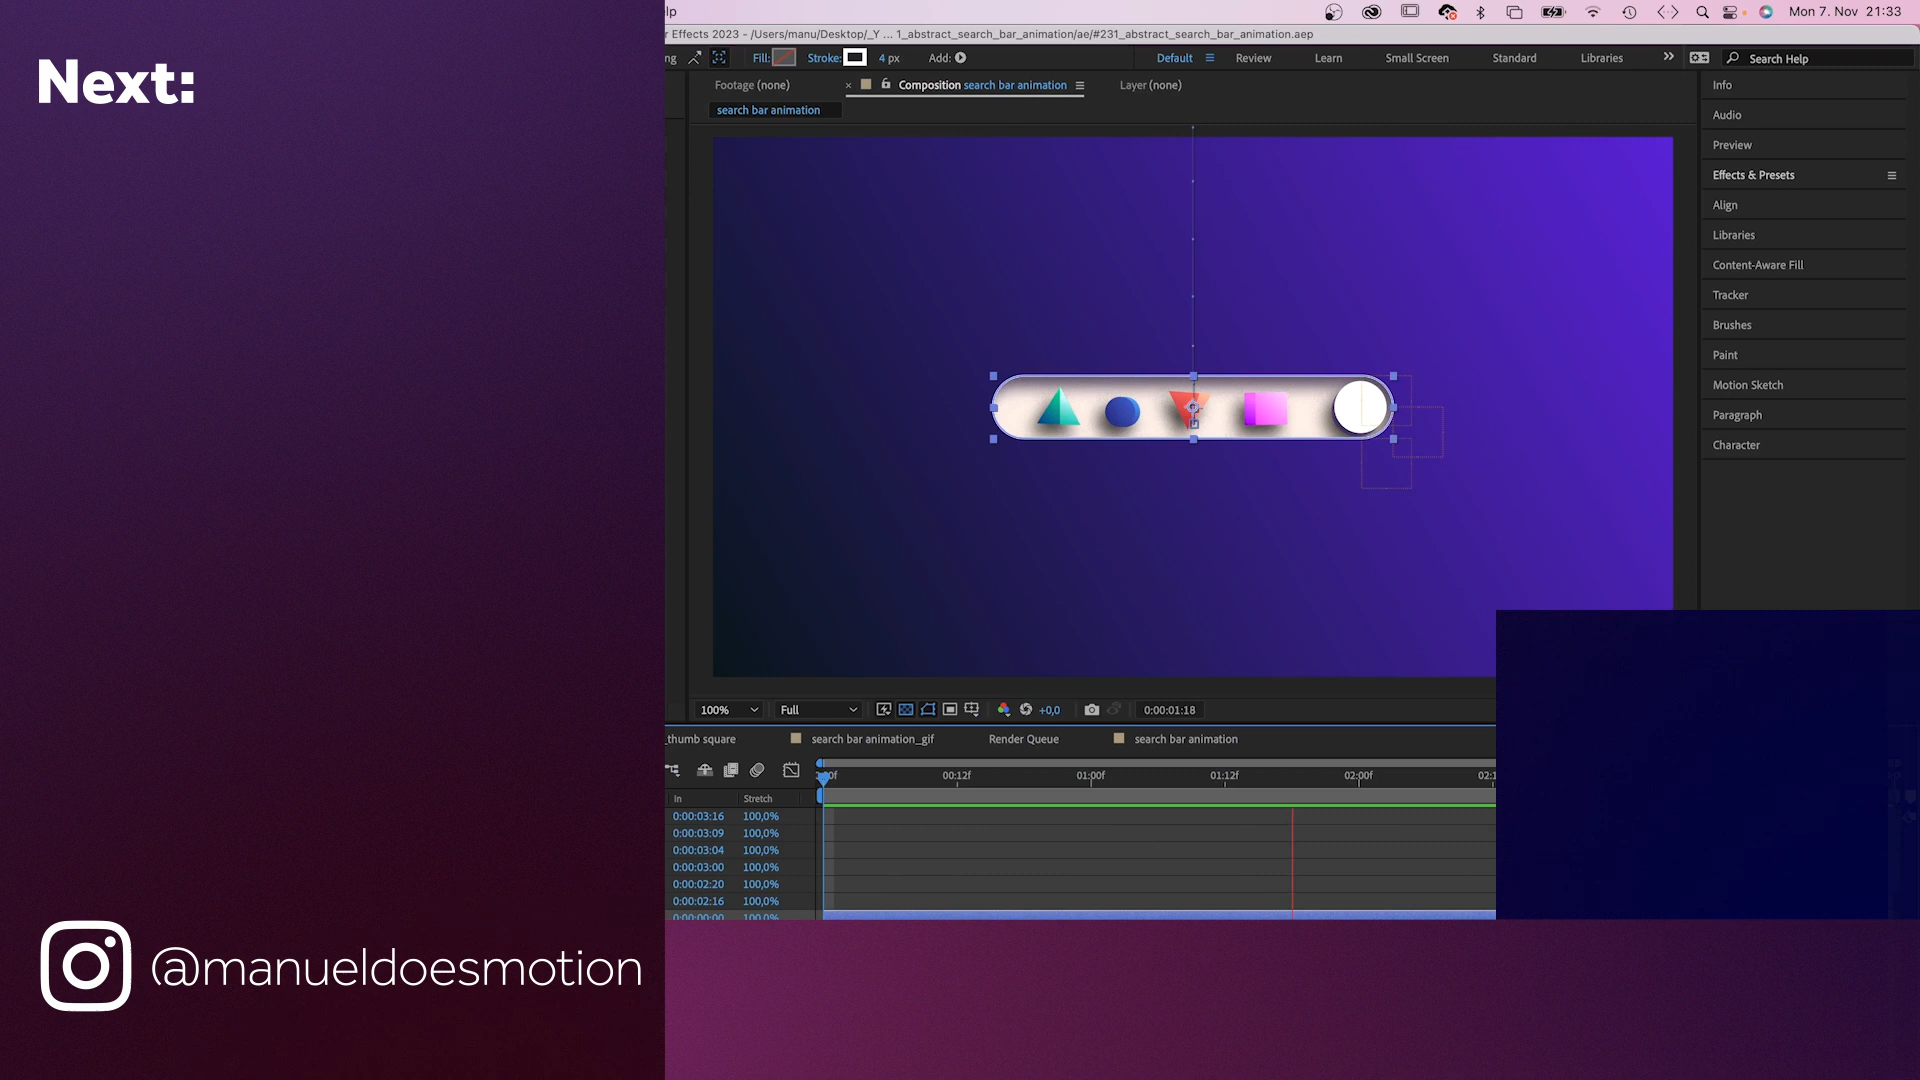 Next:
@manueldoesmotion
lp
Mon 7. Nov 21:33
r Effects 2023 - /Users/manu/Desktop/_Y ... 1_abstract_search_bar_animation/ae/#231_abstract_search_bar_animation.aep
ng
Fill:
Stroke:
4 px
Add:
Default
Review
Learn
Small Screen
Standard
Libraries
Search Help
Footage (none)
Composition search bar animation
Layer (none)
search bar animation
Info
Audio
Preview
Effects & Presets
Align
Libraries
Content-Aware Fill
Tracker
Brushes
Paint
Motion Sketch
Paragraph
Character
100%
Full
+0,0
0:00:01:18
_thumb square
search bar animation_gif
Render Queue
search bar animation
00:12f
01:00f
01:12f
02:00f
02:1
In
Stretch
0:00:03:16 100,0%
0:00:03:09 100,0%
0:00:03:04 100,0%
0:00:03:00 100,0%
0:00:02:20 100,0%
0:00:02:16 100,0%
0:00:00:00 100,0%